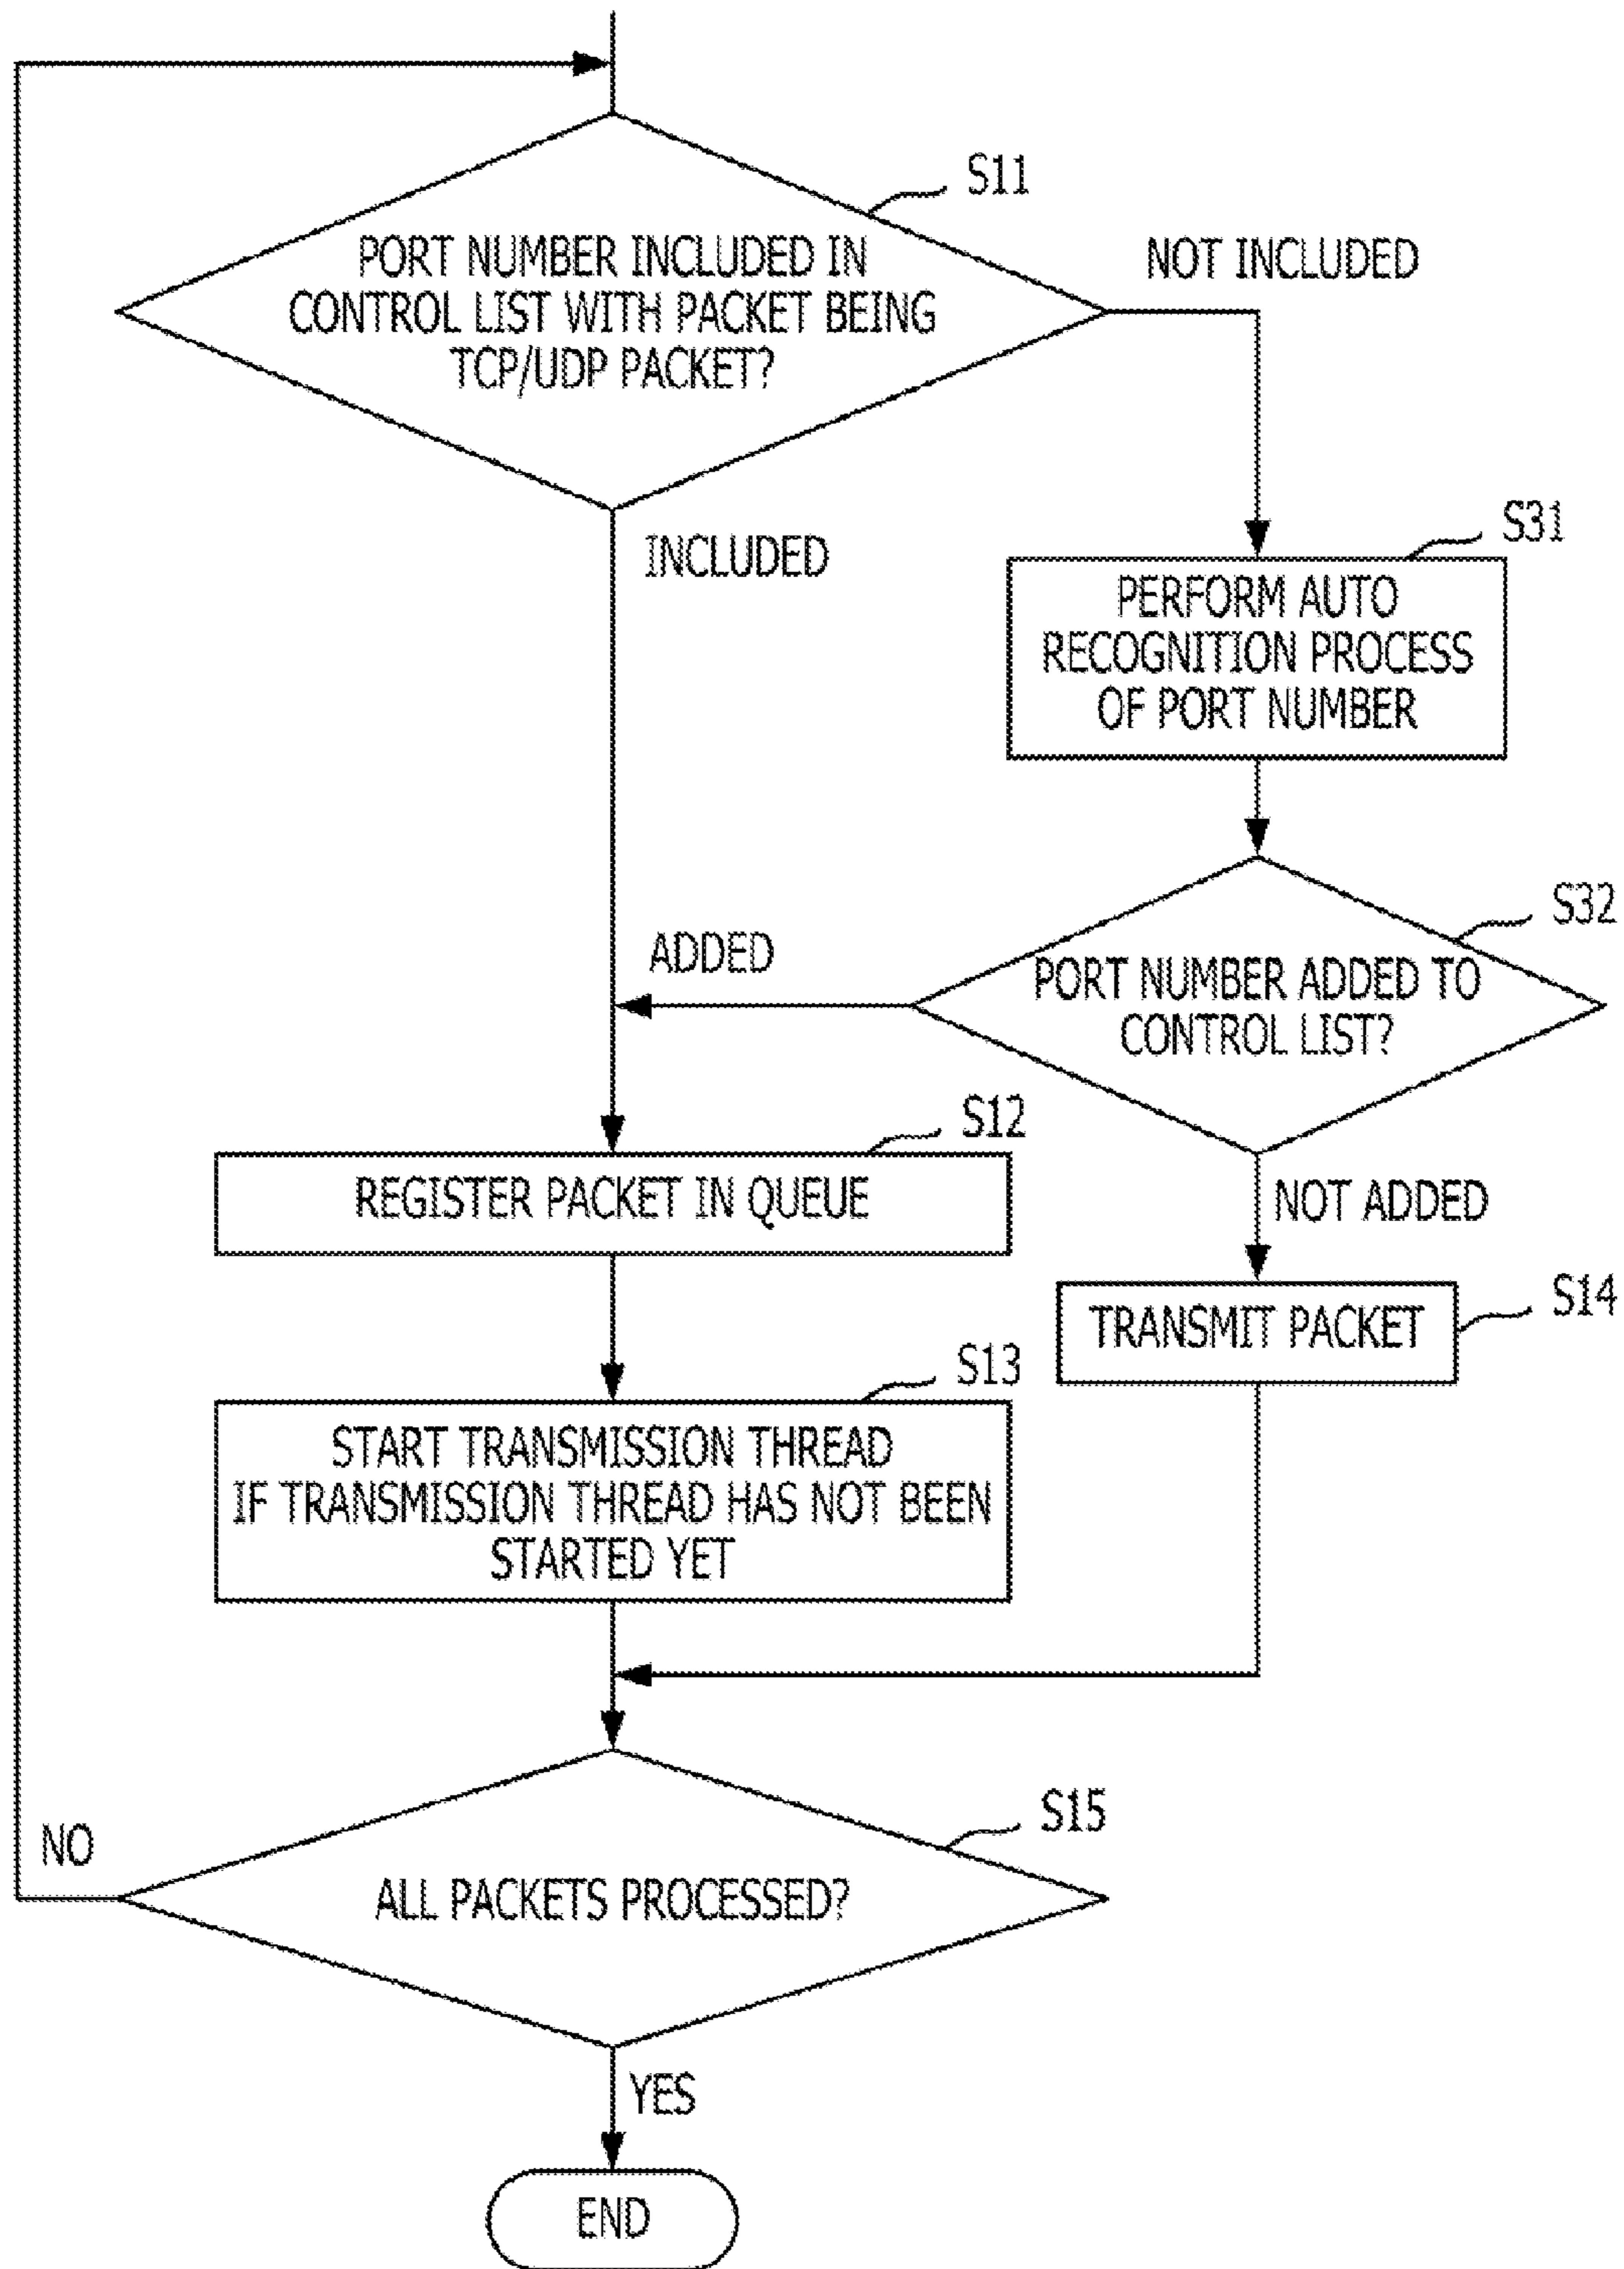 S11
PORT NUMBER INCLUDED IN
CONTROL LIST WITH PACKET BEING
TCP/UDP PACKET?
NOT INCLUDED
INCLUDED
S31
PERFORM AUTO
RECOGNITION PROCESS
OF PORT NUMBER
S32
ADDED
PORT NUMBER ADDED TO
CONTROL LIST?
S12
REGISTER PACKET IN QUEUE
NOT ADDED
S14
TRANSMIT PACKET
S13
START TRANSMISSION THREAD
IF TRANSMISSION THREAD HAS NOT BEEN
STARTED YET
S15
NO
ALL PACKETS PROCESSED?
YES
END